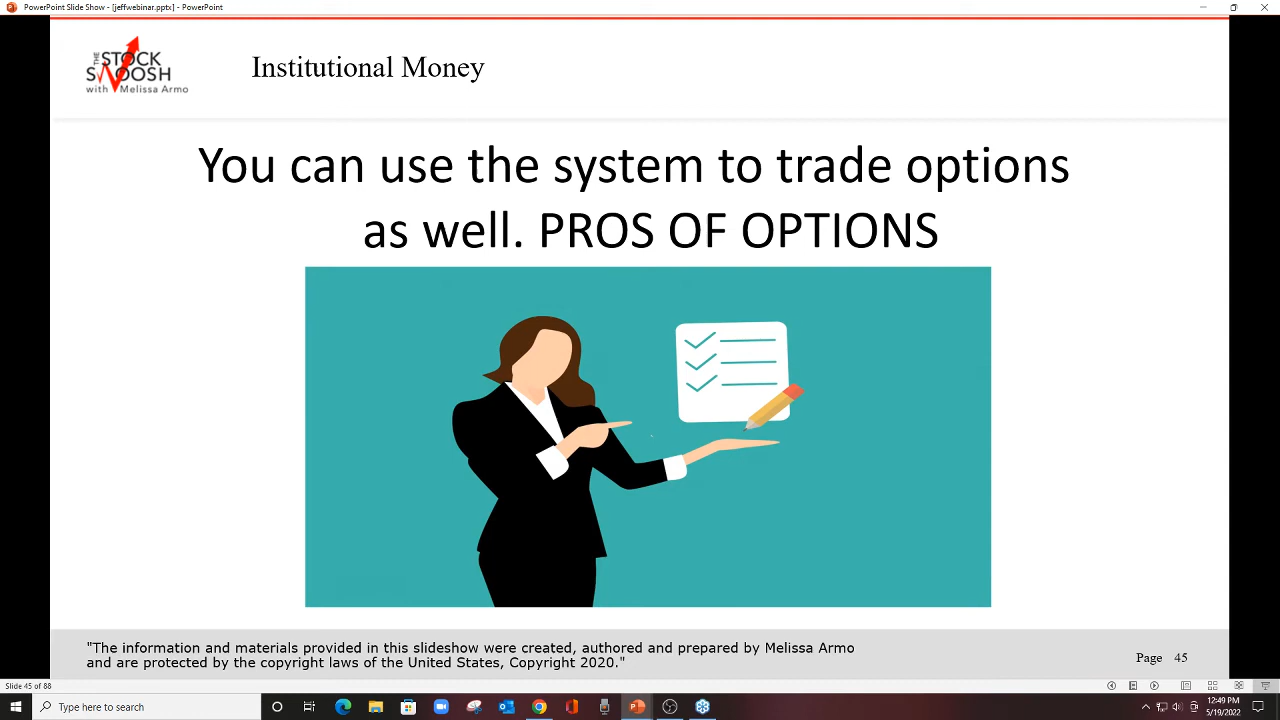 PowerPoint Slide Show - [jeffwebinar.pptx] - PowerPoint
THE STOCK
SWOOSH
with Melissa Armo
Institutional Money
You can use the system to trade options
as well. PROS OF OPTIONS
"The information and materials provided in this slideshow were created, authored and prepared by Melissa Armo
and are protected by the copyright laws of the United States, Copyright 2020."
Page 45
Slide 45 of 88
Type here to search
12:49 PM
5/19/2022